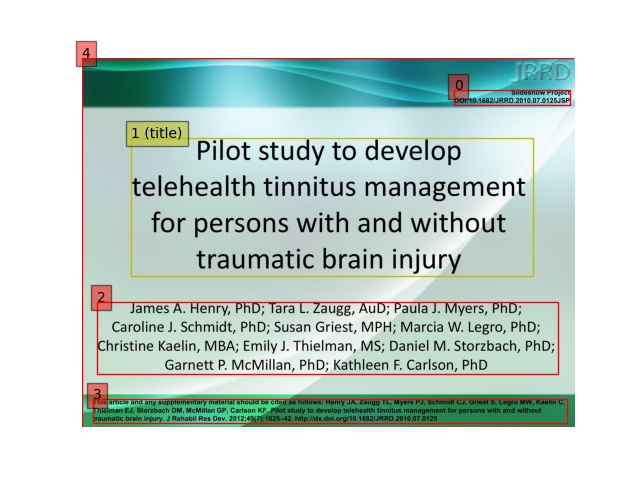 4
JRRD
0
Slideshow Project
DOI:10.1682/JRRD.2010.07.0125JSP
1 (title)
Pilot study to develop
telehealth tinnitus management
for persons with and without
traumatic brain injury
2
James A. Henry, PhD; Tara L. Zaugg, AuD; Paula J. Myers, PhD;
Caroline J. Schmidt, PhD; Susan Griest, MPH; Marcia W. Legro, PhD;
Christine Kaelin, MBA; Emily J. Thielman, MS; Daniel M. Storzbach, PhD;
Garnett P. McMillan, PhD; Kathleen F. Carlson, PhD
3
This article and any supplementary material should be cited as follows: Henry JA, Zaugg TL, Myers PJ, Schmidt CJ, Griest S, Legro MW, Kaelin C,
Thielman EJ, Storzbach DM, McMillan GP, Carlson KF. Pilot study to develop telehealth tinnitus management for persons with and without
traumatic brain injury. J Rehabil Res Dev. 2012;49(7):1025–42. http://dx.doi.org/10.1682/JRRD.2010.07.0125